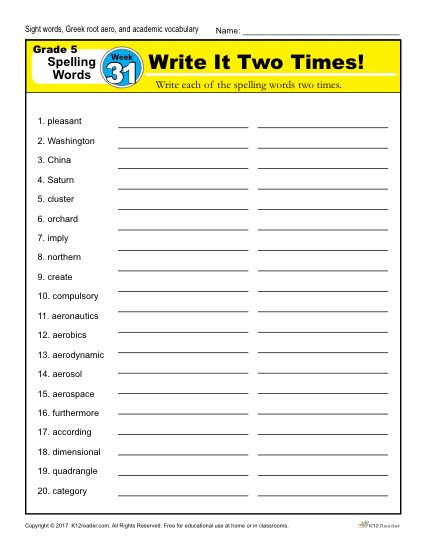 Sight words, Greek root aero, and academic vocabulary Name:
Grade 5
Spelling
Words
Week
31
Write It Two Times!
Write each of the spelling words two times.
1. pleasant
2. Washington
3. China
4. Saturn
5. cluster
6. orchard
7. imply
8. northern
9. create
10. compulsory
11. aeronautics
12. aerobics
13. aerodynamic
14. aerosol
15. aerospace
16. furthermore
17. according
18. dimensional
19. quadrangle
20. category
Copyright © 2017 K12reader.com. All Rights Reserved. Free for educational use at home or in classrooms. K12Reader